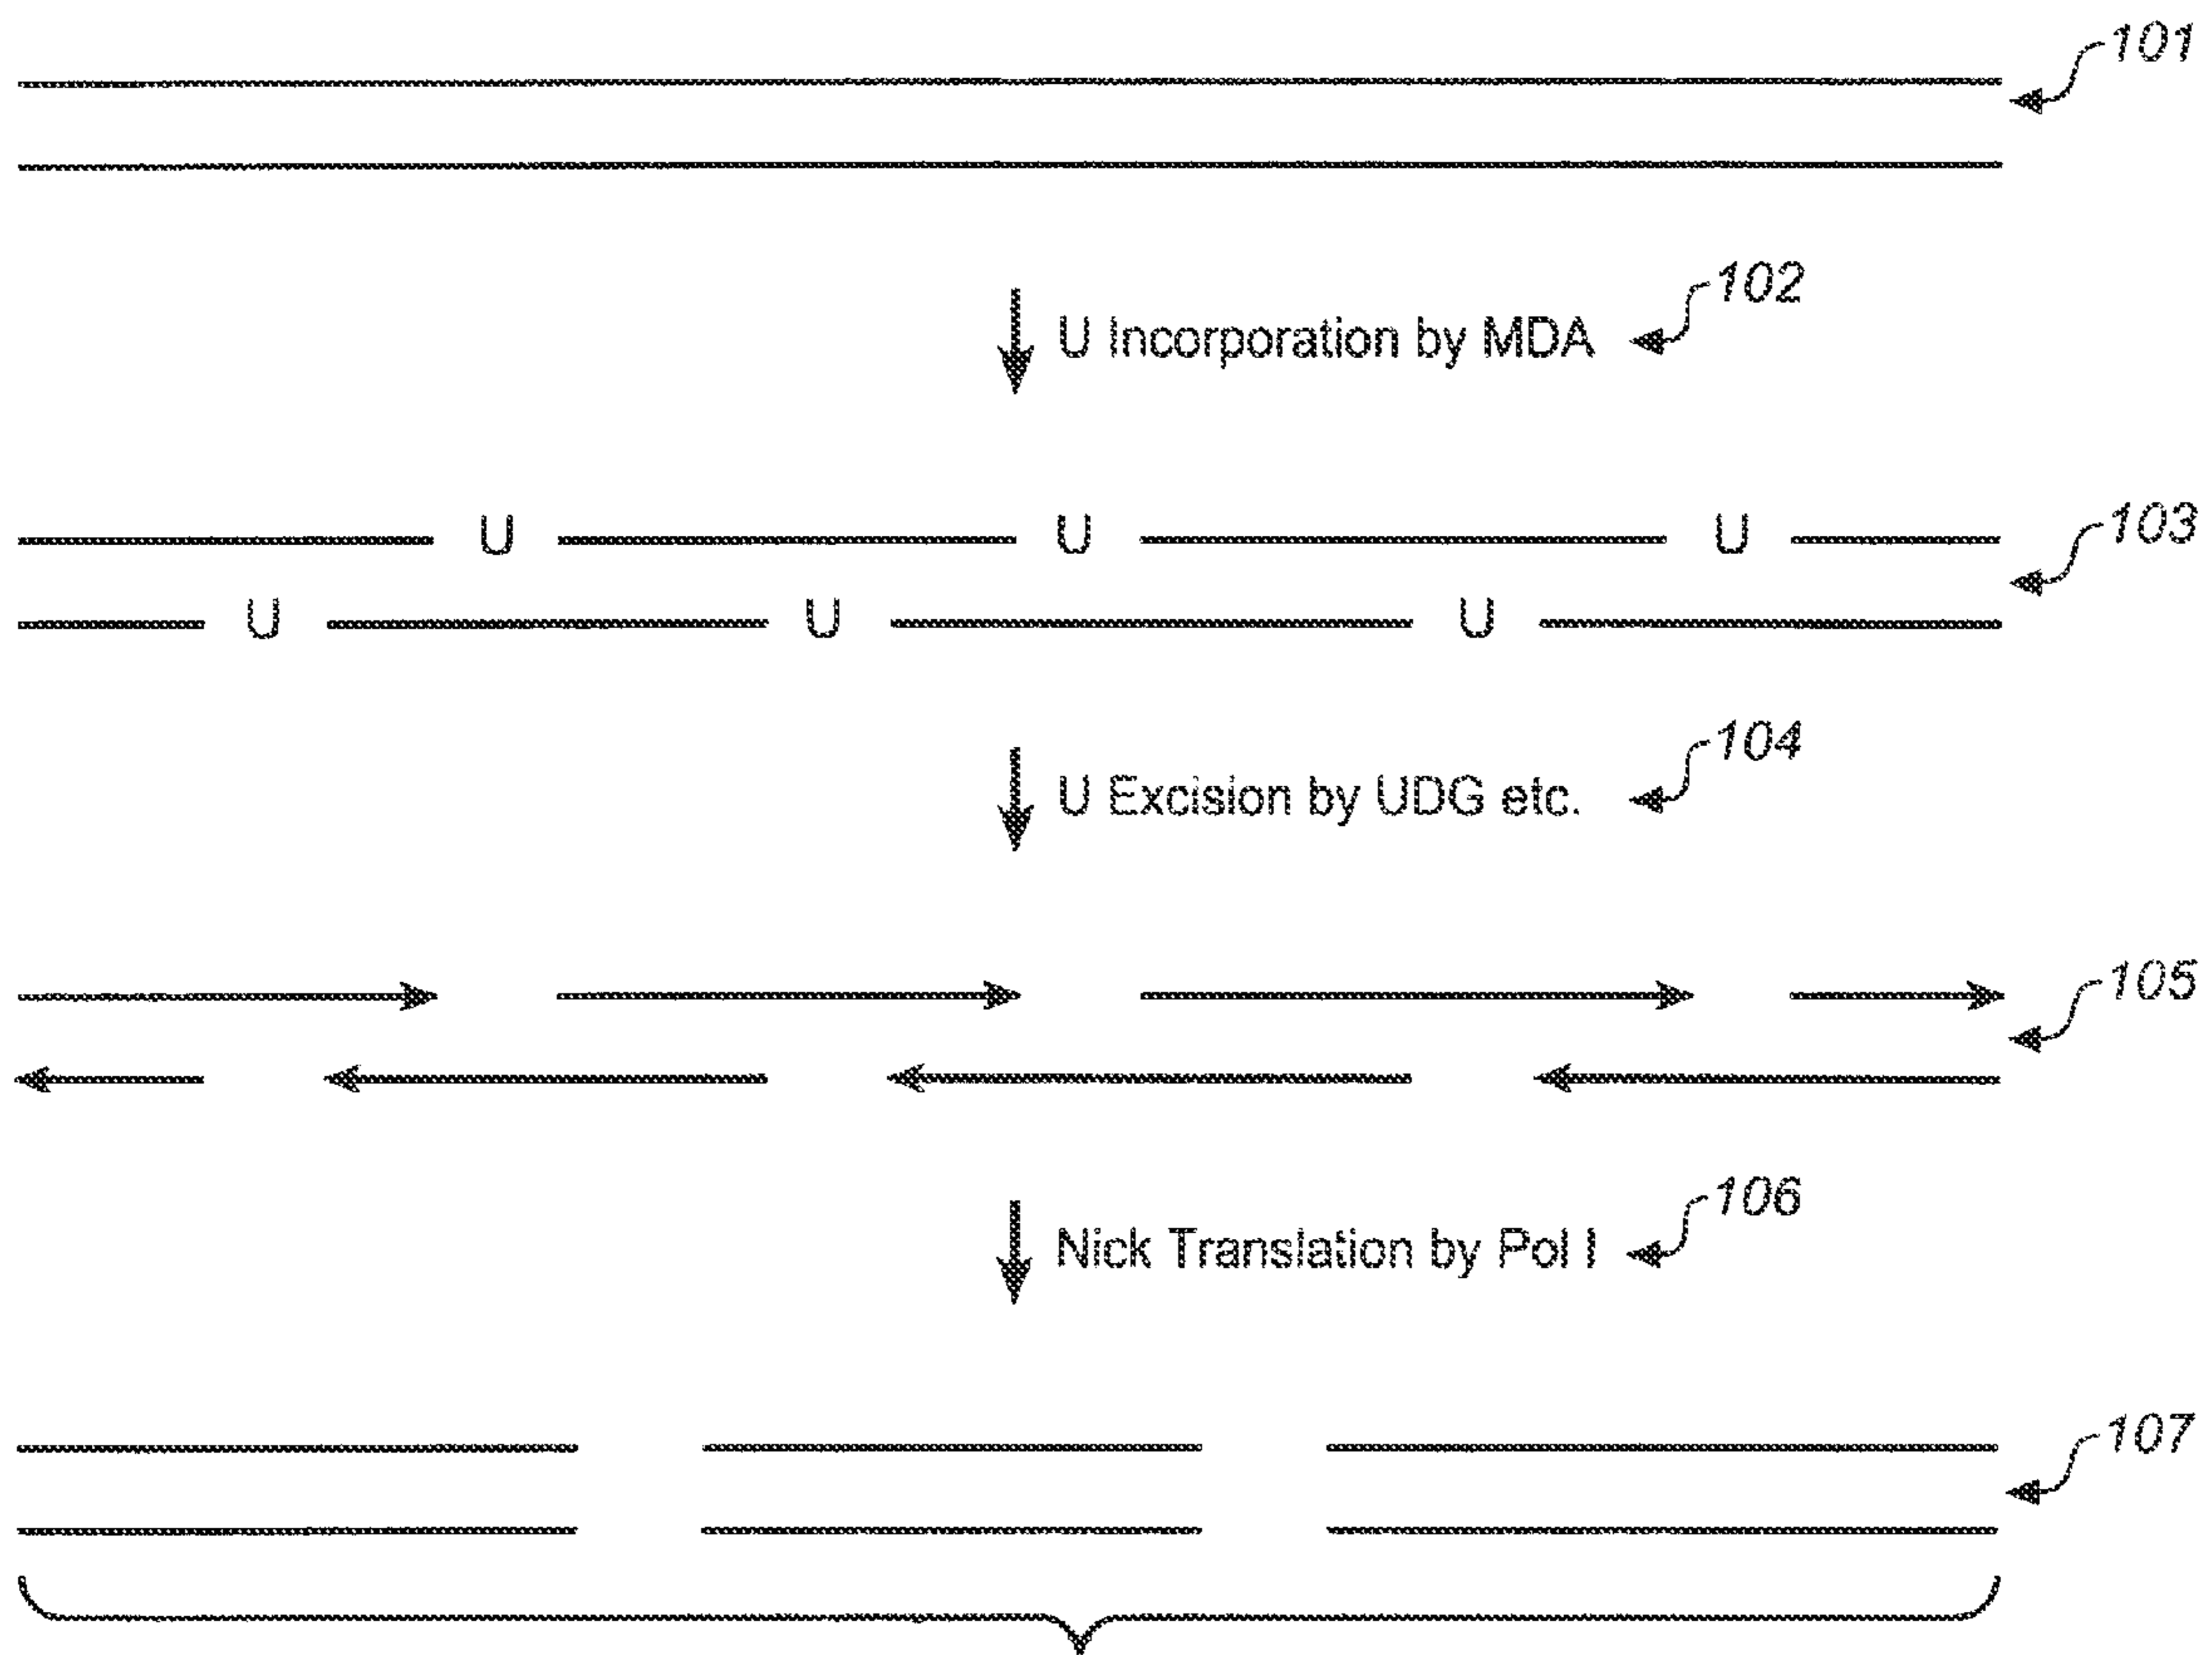 101
102
U Incorporation by MDA
U U U
103
U U U
104
U Excision by UDG etc.
105
106
Nick Translation by Pol I
107